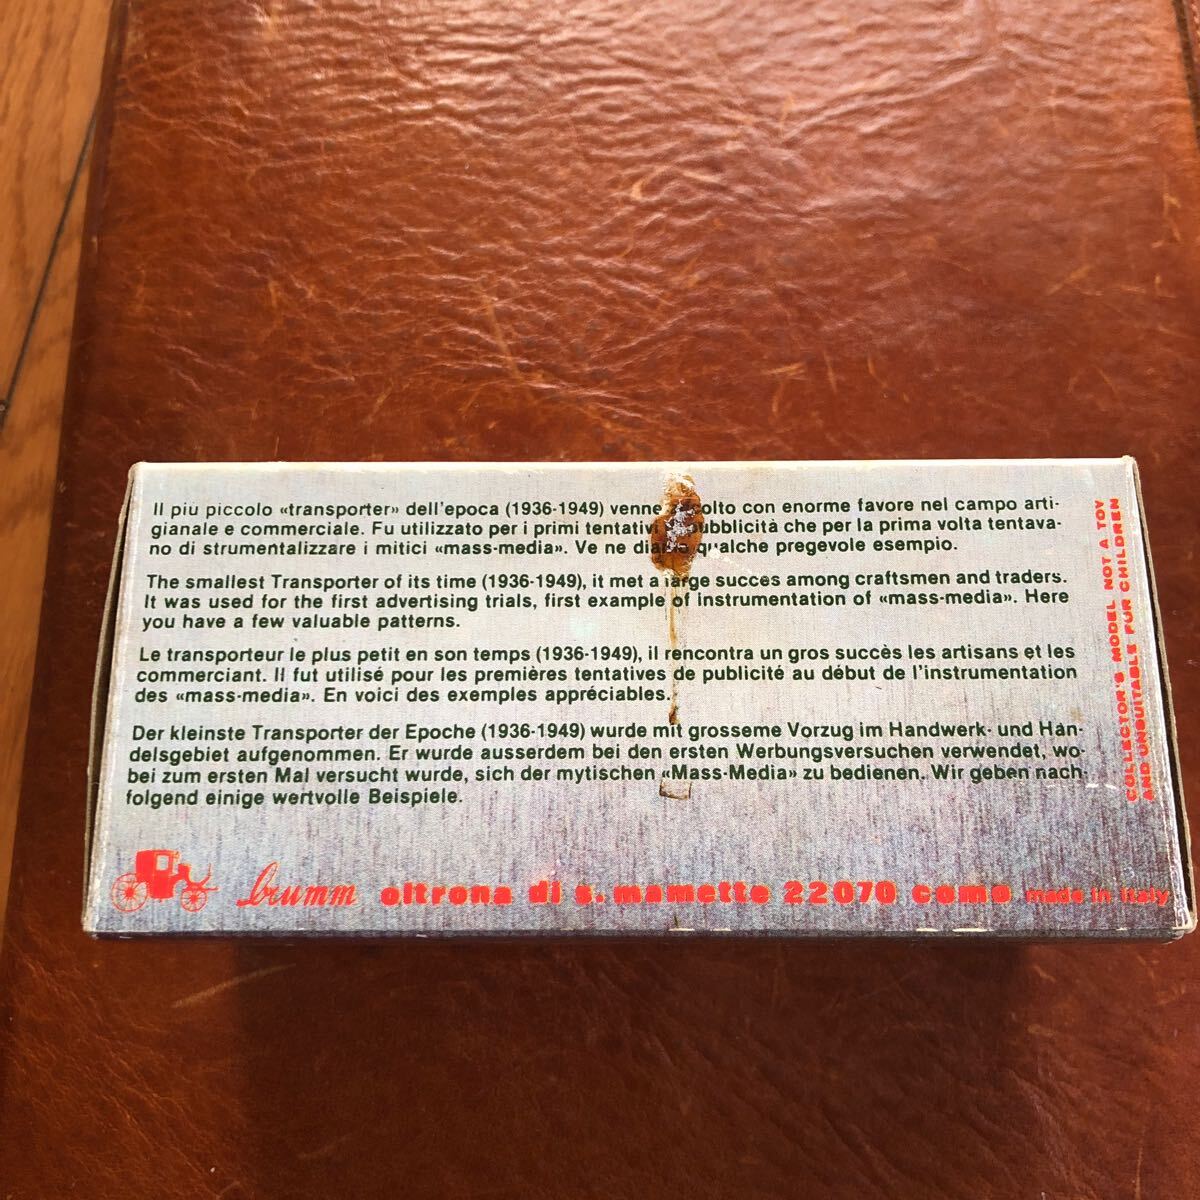 Il piu piccolo «transporter» dell'epoca (1936-1949) venne con enorme favore nel campo arti-
gianale e commerciale. Fu utilizzato per i primi tentativi che per la prima volta tentava-
no di strumentalizzare i mitici «mass-media». Ve ne qualche pregevole esempio.
The smallest Transporter of its time (1936-1949), it met a large succes among craftsmen and traders.
It was used for the first advertising trials, first example of instrumentation of «mass-media». Here
you have a few valuable patterns.
Le transporteur le plus petit en son temps (1936-1949), il rencontra un gros succès les artisans et les
commerciant. Il fut utilisé pour les premières tentatives de publicité au début de l'instrumentation
des «mass-media». En voici des exemples appréciables.
Der kleinste Transporter der Epoche (1936-1949) wurde mit grosseme Vorzug im Handwerk- und Han-
delsgebiet aufgenommen. Er wurde ausserdem bei den ersten Werbungsversuchen verwendet, wo-
bei zum ersten Mal versucht wurde, sich der mytischen «Mass-Media» zu bedienen. Wir geben nach-
folgend einige wertvolle Beispiele.
COLLECTOR'S MODEL NOT A TOY
AND UNSUITABLE FOR CHILDREN
brumm oltrona di s. mamette 22070 como made in italy